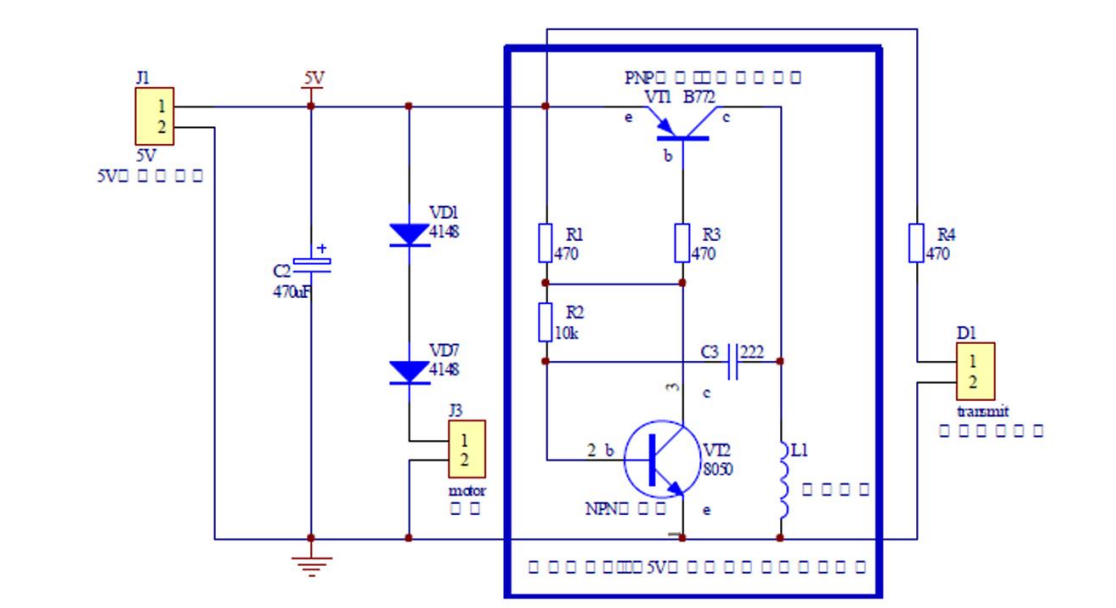 J1
1
2
5V
5V□□□□□
5V
C2
+
470uF
VD1
4148
VD7
4148
J3
1
2
motor
□□
PNP□□□□□□□□
VT1 B772
e
c
b
R1
470
R3
470
R2
10k
C3
222
3
c
2 b
VT2
8050
NPN□□□
e
1
L1
□□□□
□□□□□□□□5V□□□□□□□□□□
R4
470
D1
1
2
transmit
□□□□□□